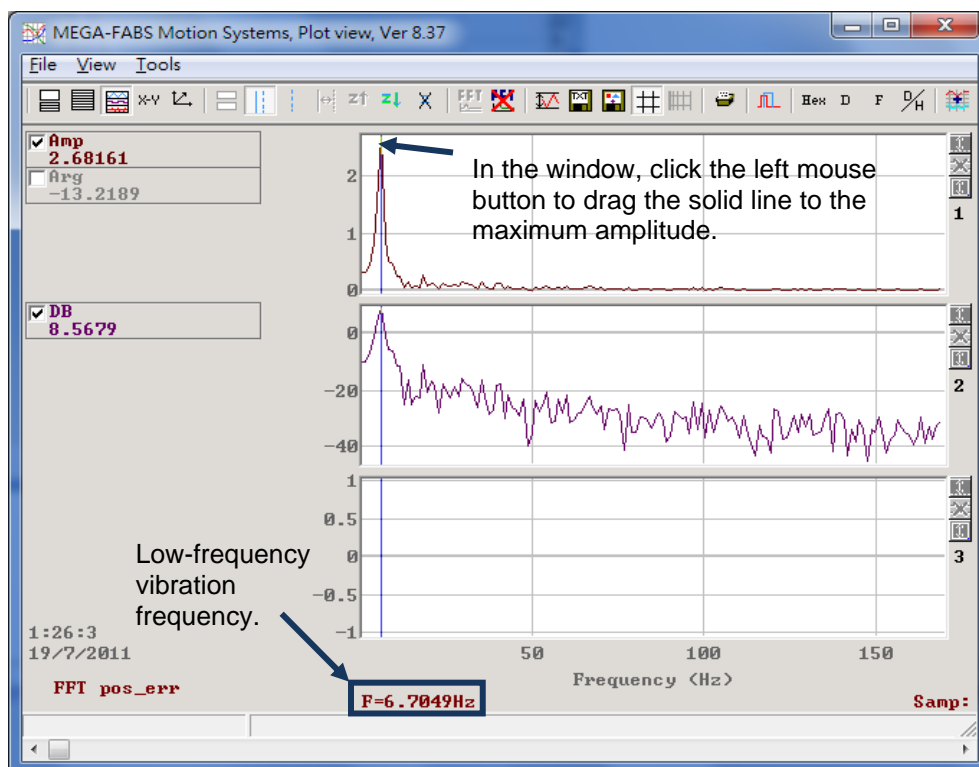 MEGA-FABS Motion Systems, Plot view, Ver 8.37
File View Tools
X-Y Z↑ Z↓ X FFT FFT TXT Hex D F D/H
Amp
2.68161
Arg
-13.2189
2
1
0
In the window, click the left mouse
button to drag the solid line to the
maximum amplitude.
1
DB
8.5679
0
-20
-40
2
1
0.5
0
-0.5
-1
3
Low-frequency
vibration
frequency.
1:26:3
19/7/2011
50 100 150
Frequency (Hz)
FFT pos_err
F=6.7049Hz
Samp: